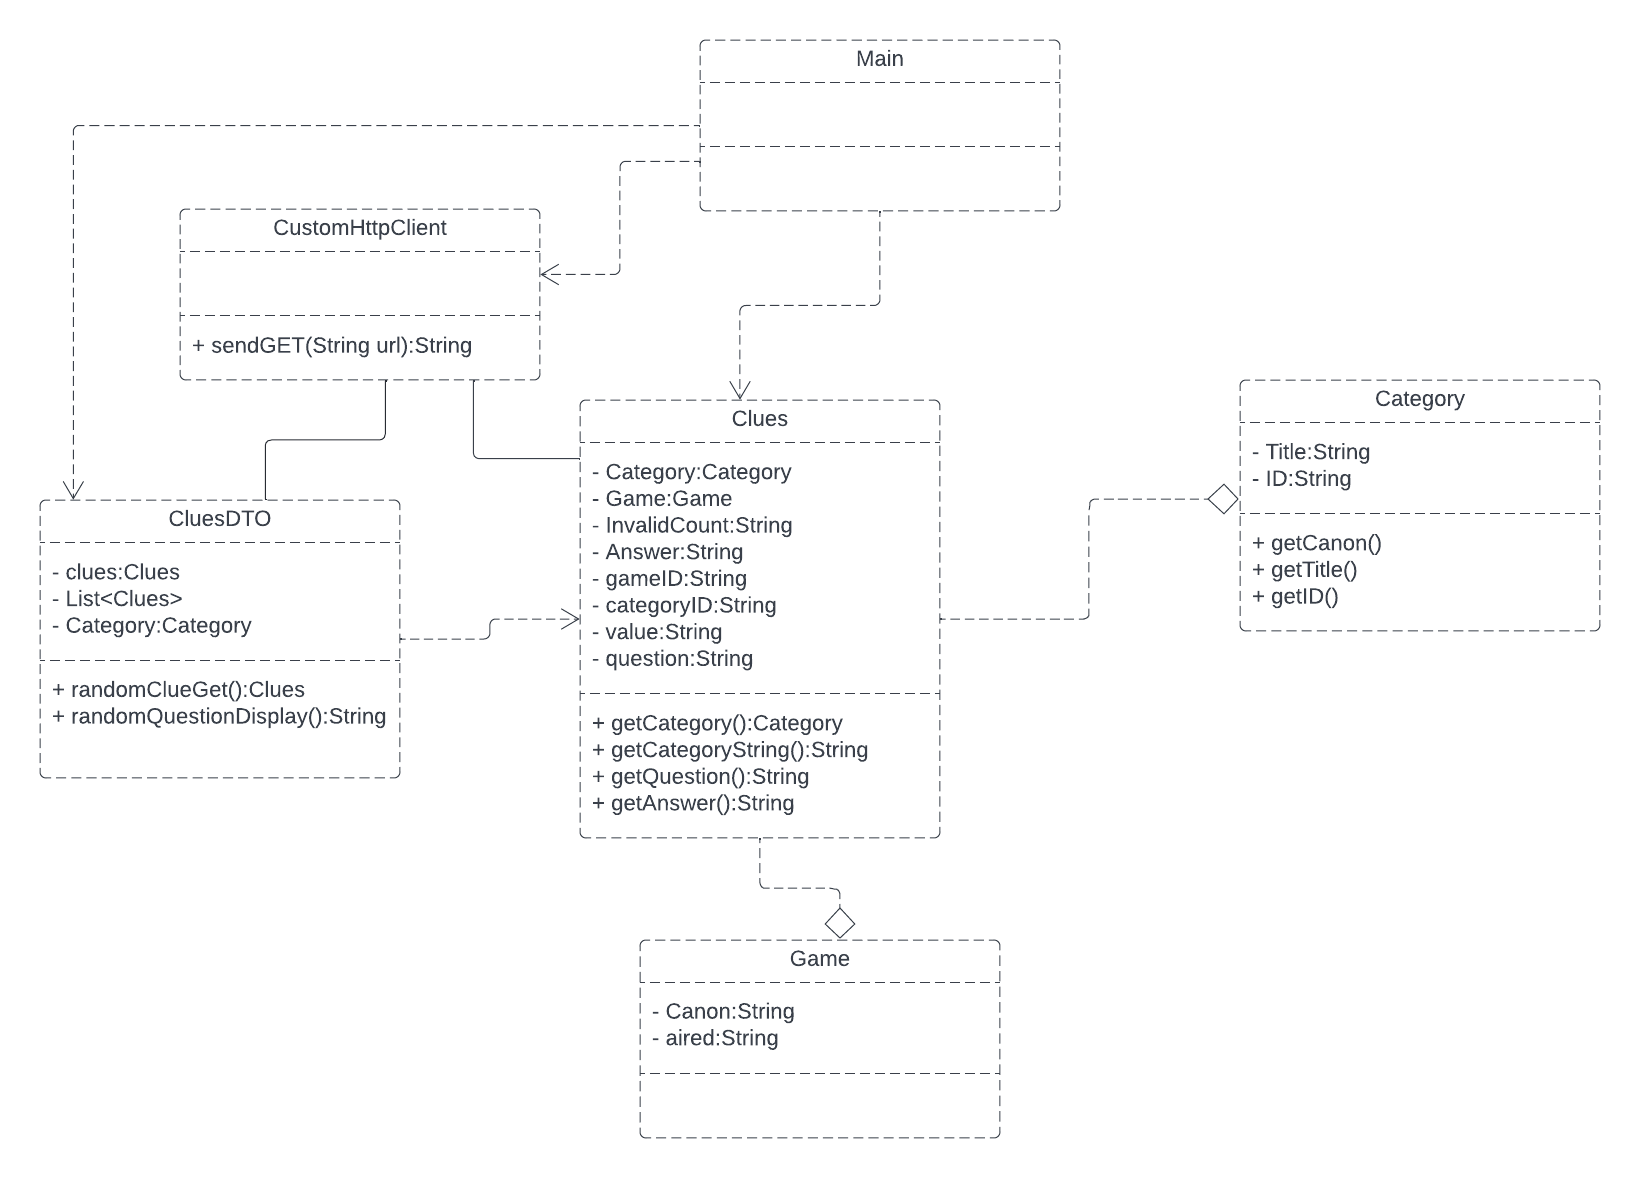 Main
CustomHttpClient
+ sendGET(String url):String
CluesDTO
- clues:Clues
- List<Clues>
- Category:Category
+ randomClueGet():Clues
+ randomQuestionDisplay():String
Clues
- Category:Category
- Game:Game
- InvalidCount:String
- Answer:String
- gameID:String
- categoryID:String
- value:String
- question:String
+ getCategory():Category
+ getCategoryString():String
+ getQuestion():String
+ getAnswer():String
Category
- Title:String
- ID:String
+ getCanon()
+ getTitle()
+ getID()
Game
- Canon:String
- aired:String